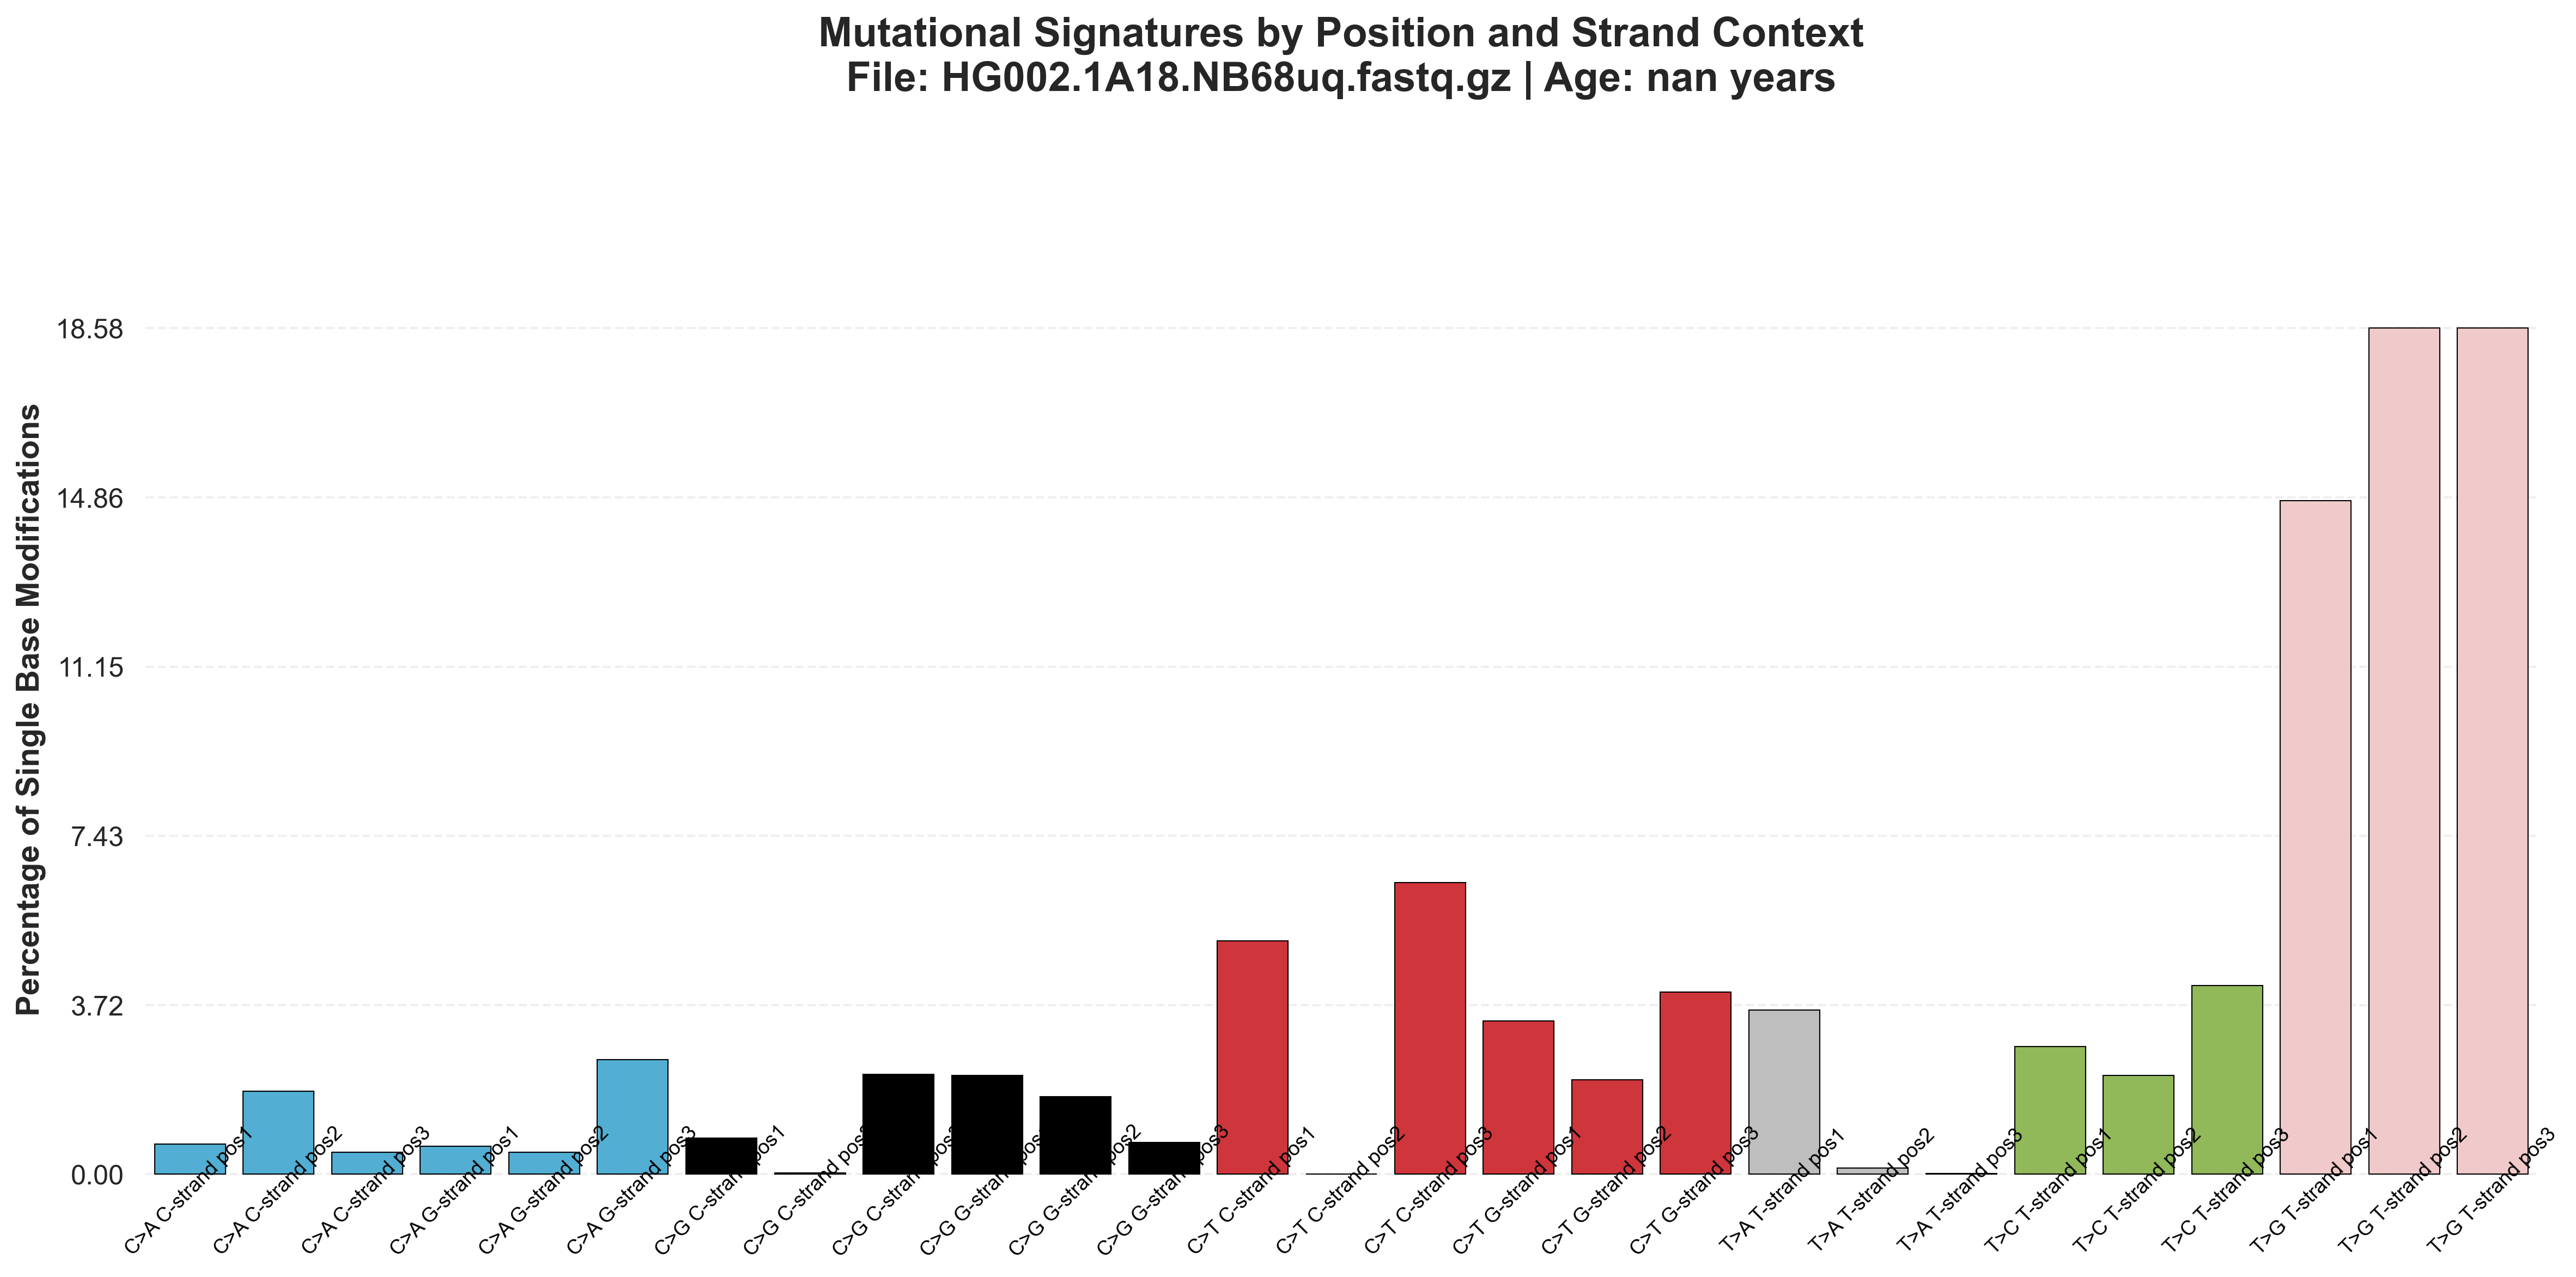 Mutational Signatures by Position and Strand Context
File: HG002.1A18.NB68uq.fastq.gz | Age: nan years
Percentage of Single Base Modifications
18.58
14.86
11.15
7.43
3.72
0.00
C>A C-strand pos1
C>A C-strand pos2
C>A C-strand pos3
C>A G-strand pos1
C>A G-strand pos2
C>A G-strand pos3
C>G C-strand pos1
C>G C-strand
C>G C-strand
C>G G-strand
C>G G-strand pos2
C>G G-strand pos3
C>T C-strand pos1
C>T C-strand pos2
C>T C-strand pos3
C>T G-strand pos1
C>T G-strand pos2
C>T G-strand pos3
T>A T-strand pos1
T>A T-strand pos2
T>A T-strand pos3
T>C T-strand pos1
T>C T-strand pos2
T>C T-strand pos3
T>G T-strand pos1
T>G T-strand pos2
T>G T-strand pos3